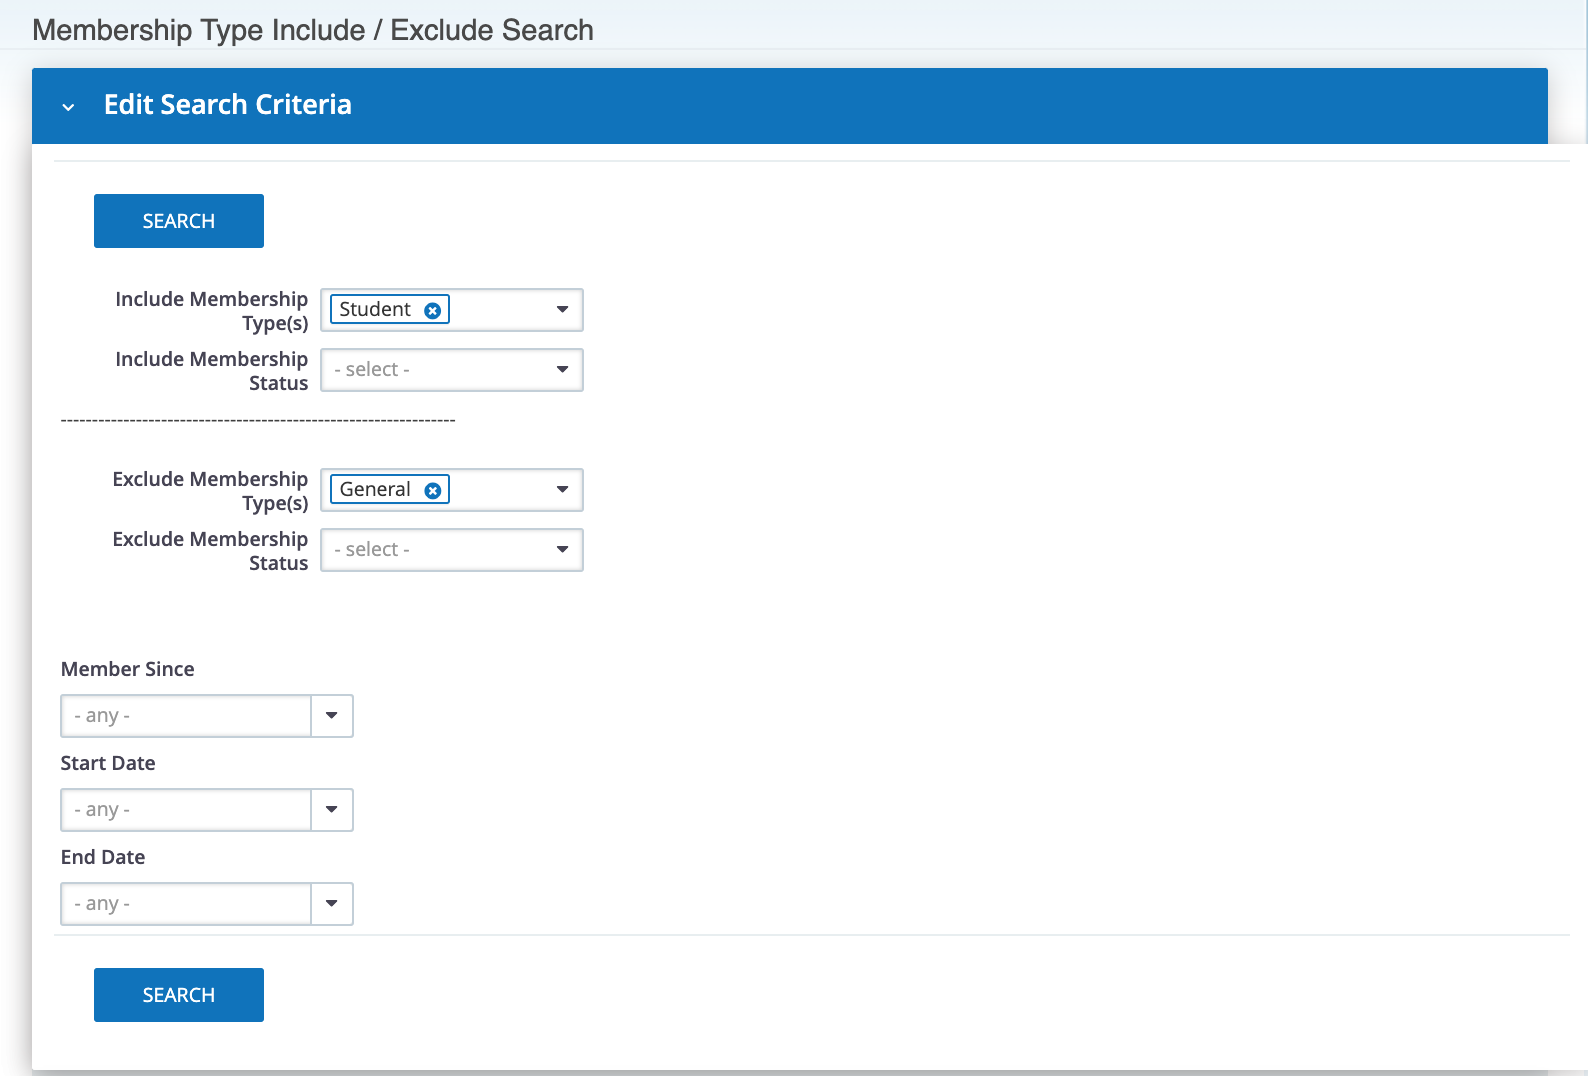 Membership Type Include / Exclude Search
Edit Search Criteria
SEARCH
Include Membership
Type(s)
Student
Include Membership
Status
- select -
---------------------------------------------------------------
Exclude Membership
Type(s)
General
Exclude Membership
Status
- select -
Member Since
- any -
Start Date
- any -
End Date
- any -
SEARCH